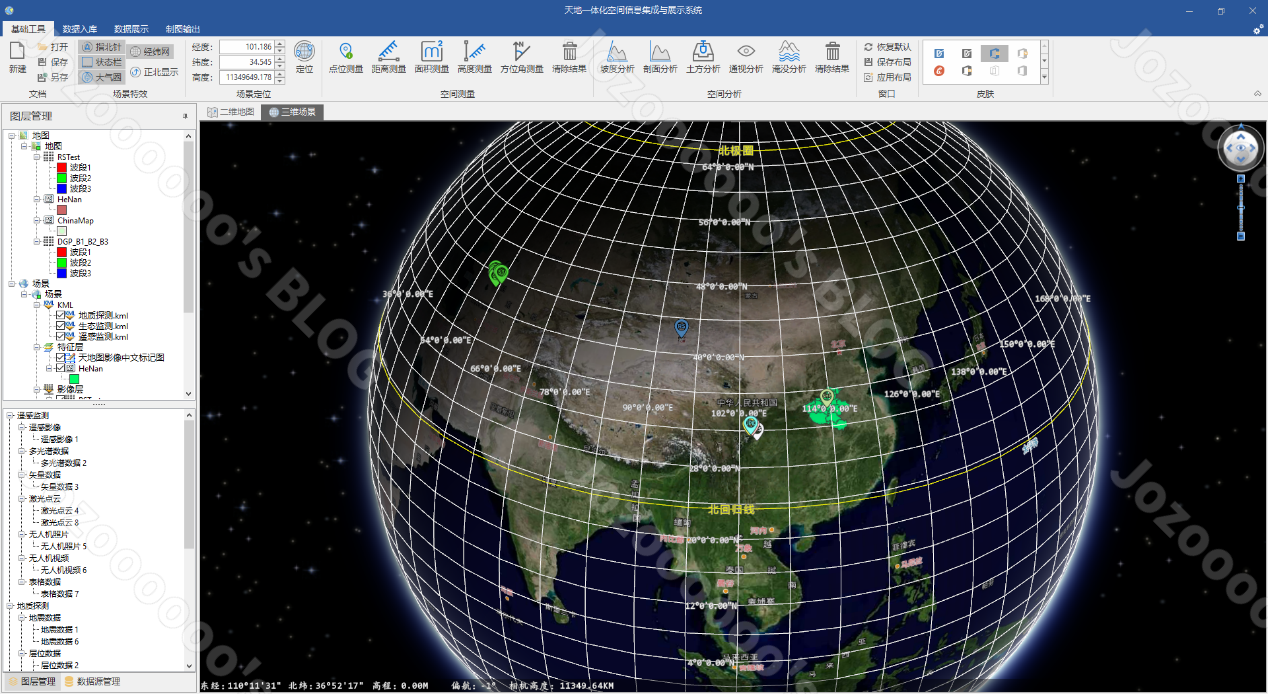 天地一体化空间信息集成与展示系统
基础工具 数据入库 数据展示 制图输出
新建 打开 保存 另存 文档
指北针 经纬网 状态栏 大气圈 正北显示 场景特效
经度: 101.186
纬度: 34.545
高度: 11349649.178
定位 场景定位
点位测量 距离测量 面积测量 高度测量 方位角测量 清除结果 空间测量
坡度分析 剖面分析 土方分析 通视分析 淹没分析 清除结果 空间分析
恢复默认 保存布局 应用布局 窗口
皮肤
图层管理
二维地图 三维场景
地图
地图
RSTest
波段1
波段2
波段3
HeNan
ChinaMap
DGP_B1_B2_B3
波段1
波段2
波段3
场景
场景
KML
地质探测.kml
生态监测.kml
遥感监测.kml
特征层
天地图影像中文标记图
HeNan
影像层
遥感监测
遥感影像
遥感影像 1
多光谱数据
多光谱数据 2
矢量数据
矢量数据 3
激光点云
激光点云 4
激光点云 8
无人机照片
无人机照片 5
无人机视频
无人机视频 6
表格数据
表格数据 7
地质探测
地震数据
地震数据 1
地震数据 6
层位数据
层位数据 2
图层管理 数据源管理
北极圈
64°0'0.00"N
56°0'0.00"N
48°0'0.00"N
36°0'0.00"E
168°0'0.00"E
54°0'0.00"E
150°0'0.00"E
北京
40°0'0.00"N
66°0'0.00"E
138°0'0.00"E
78°0'0.00"E
126°0'0.00"E
中华人民共和国
90°0'0.00"E
102°0'0.00"E
114°0'0.00"E
28°0'0.00"N
北回归线
河内
20°0'0.00"N
12°0'0.00"N
4°0'0.00"N
东经:110°11'31" 北纬:36°52'17" 高程: 0.00M 偏航: -1° 相机高度: 11349.64KM
JOZOOOOO's BLOG